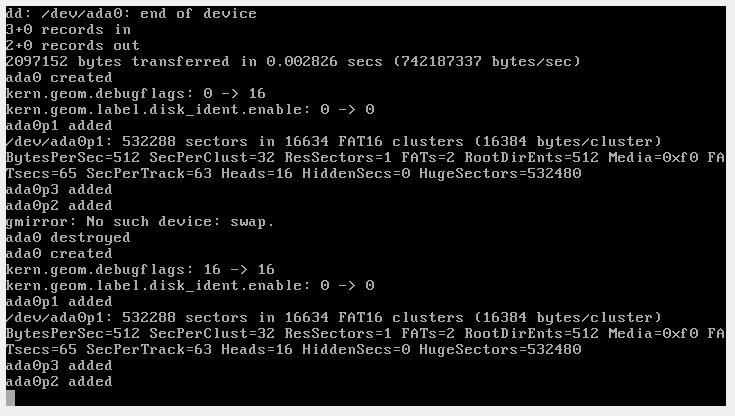 dd: /dev/ada0: end of device
3+0 records in
2+0 records out
2097152 bytes transferred in 0.002826 secs (742187337 bytes/sec)
ada0 created
kern.geom.debugflags: 0 -> 16
kern.geom.label.disk_ident.enable: 0 -> 0
ada0p1 added
/dev/ada0p1: 532288 sectors in 16634 FAT16 clusters (16384 bytes/cluster)
BytesPerSec=512 SecPerClust=32 ResSectors=1 FATs=2 RootDirEnts=512 Media=0xf0 FA
Tsecs=65 SecPerTrack=63 Heads=16 HiddenSecs=0 HugeSectors=532480
ada0p3 added
ada0p2 added
gmirror: No such device: swap.
ada0 destroyed
ada0 created
kern.geom.debugflags: 16 -> 16
kern.geom.label.disk_ident.enable: 0 -> 0
ada0p1 added
/dev/ada0p1: 532288 sectors in 16634 FAT16 clusters (16384 bytes/cluster)
BytesPerSec=512 SecPerClust=32 ResSectors=1 FATs=2 RootDirEnts=512 Media=0xf0 FA
Tsecs=65 SecPerTrack=63 Heads=16 HiddenSecs=0 HugeSectors=532480
ada0p3 added
ada0p2 added